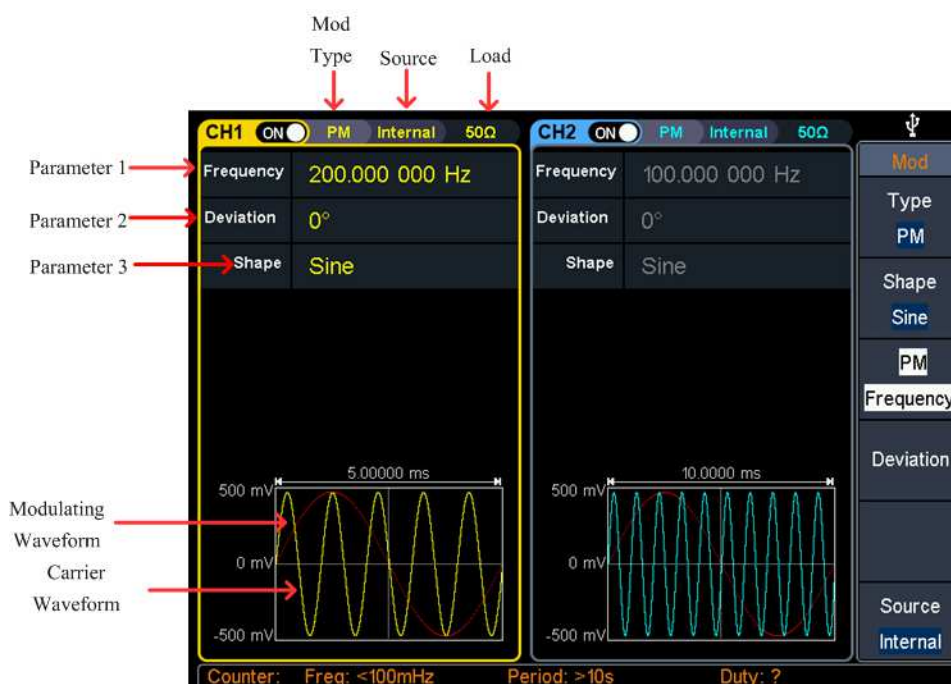 Mod
Type
Source
Load
CH1 ON PM Internal 50Ω
CH2 ON PM Internal 50Ω
Parameter 1
Frequency 200.000 000 Hz
Frequency 100.000 000 Hz
Mod
Parameter 2
Deviation 0°
Deviation 0°
Type
PM
Parameter 3
Shape Sine
Shape Sine
Shape
Sine
PM
Frequency
Deviation
5.00000 ms
10.0000 ms
500 mV
500 mV
Modulating
Waveform
0 mV
0 mV
Carrier
Waveform
-500 mV
-500 mV
Source
Internal
Counter: Freq: <100mHz Period: >10s Duty: ?